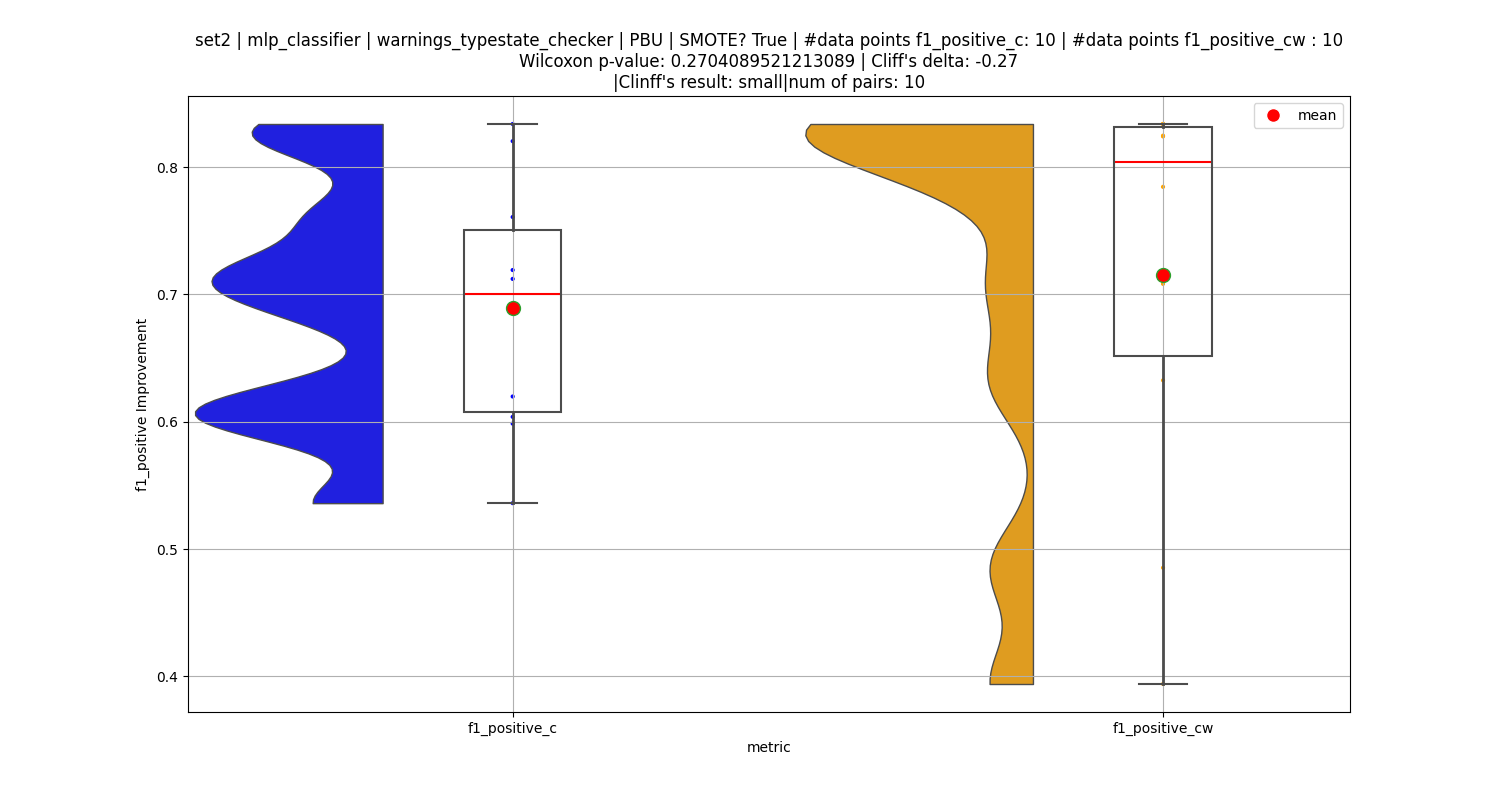 set2 | mlp_classifier | warnings_typestate_checker | PBU | SMOTE? True | #data points f1_positive_c: 10 | #data points f1_positive_cw : 10
Wilcoxon p-value: 0.2704089521213089 | Cliff's delta: -0.27
|Clinff's result: small|num of pairs: 10
mean
0.8
0.7
0.6
0.5
0.4
f1_positive Improvement
f1_positive_c
f1_positive_cw
metric